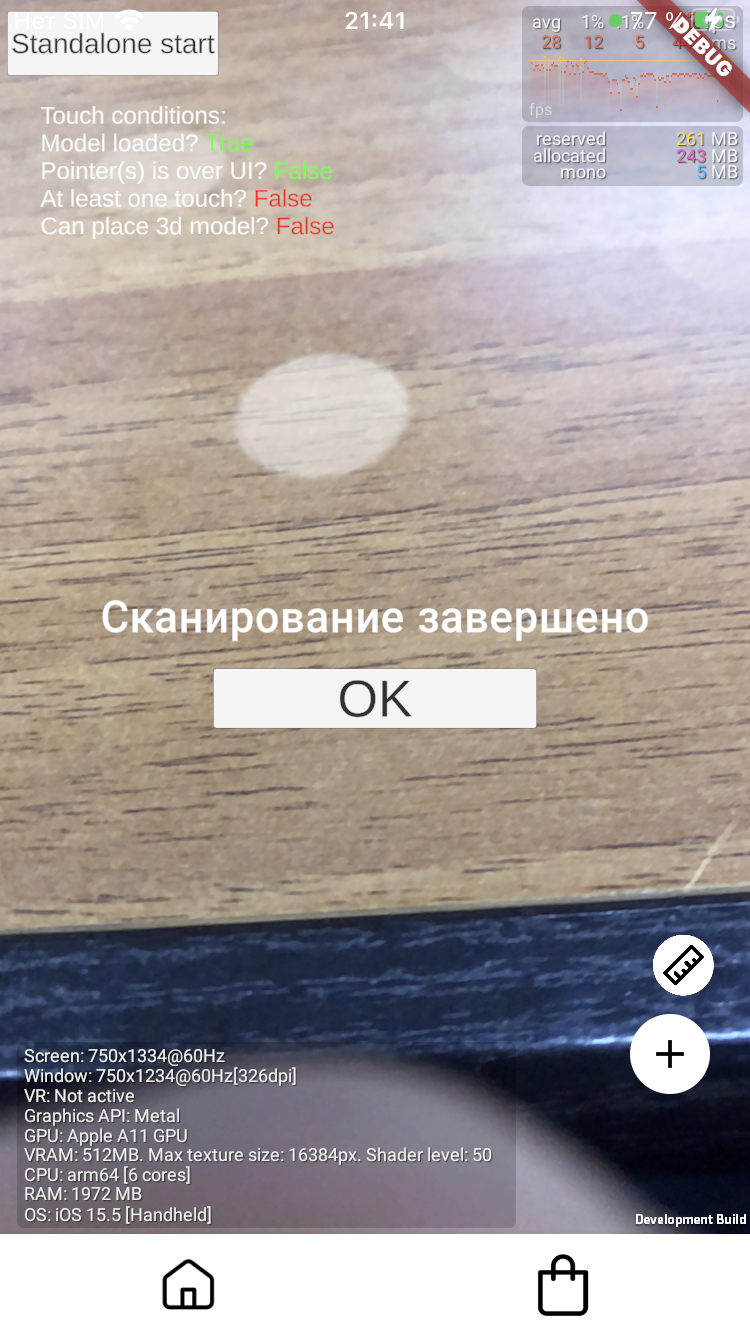 Нет SIM
21:41
77 %
Standalone start
avg 1%
28 12 5
ms
fps
DEBUG
reserved 261 MB
allocated 243 MB
mono 5 MB
Touch conditions:
Model loaded? True
Pointer(s) is over UI? False
At least one touch? False
Can place 3d model? False
Сканирование завершено
OK
Screen: 750x1334@60Hz
Window: 750x1234@60Hz[326dpi]
VR: Not active
Graphics API: Metal
GPU: Apple A11 GPU
VRAM: 512MB. Max texture size: 16384px. Shader level: 50
CPU: arm64 [6 cores]
RAM: 1972 MB
OS: iOS 15.5 [Handheld]
Development Build